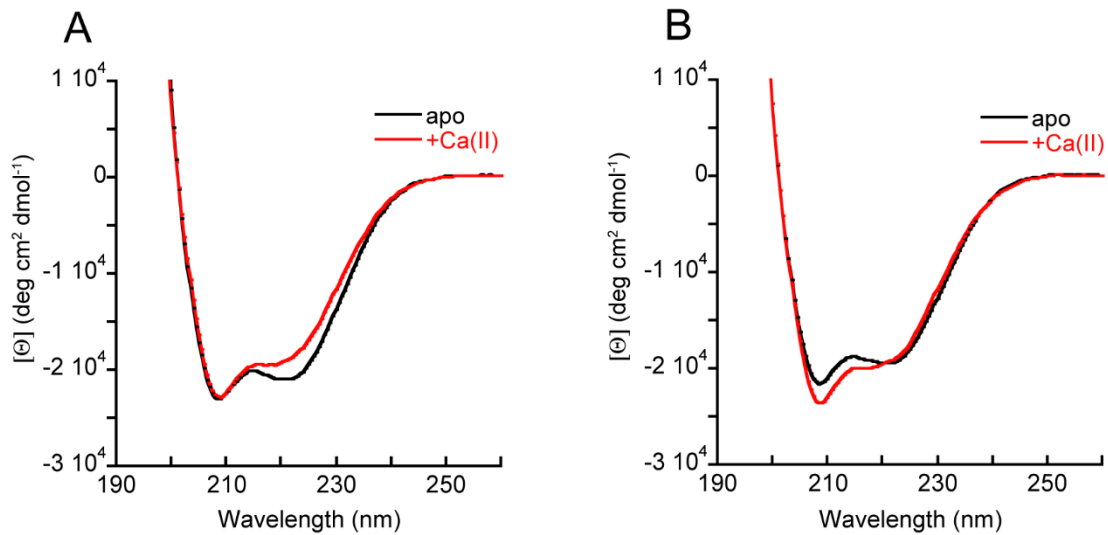 A
B
1 10⁴
0
-1 10⁴
-2 10⁴
-3 10⁴
[Θ] (deg cm² dmol⁻¹)
apo
+Ca(II)
190 210 230 250
Wavelength (nm)
1 10⁴
0
-1 10⁴
-2 10⁴
-3 10⁴
[Θ] (deg cm² dmol⁻¹)
apo
+Ca(II)
190 210 230 250
Wavelength (nm)